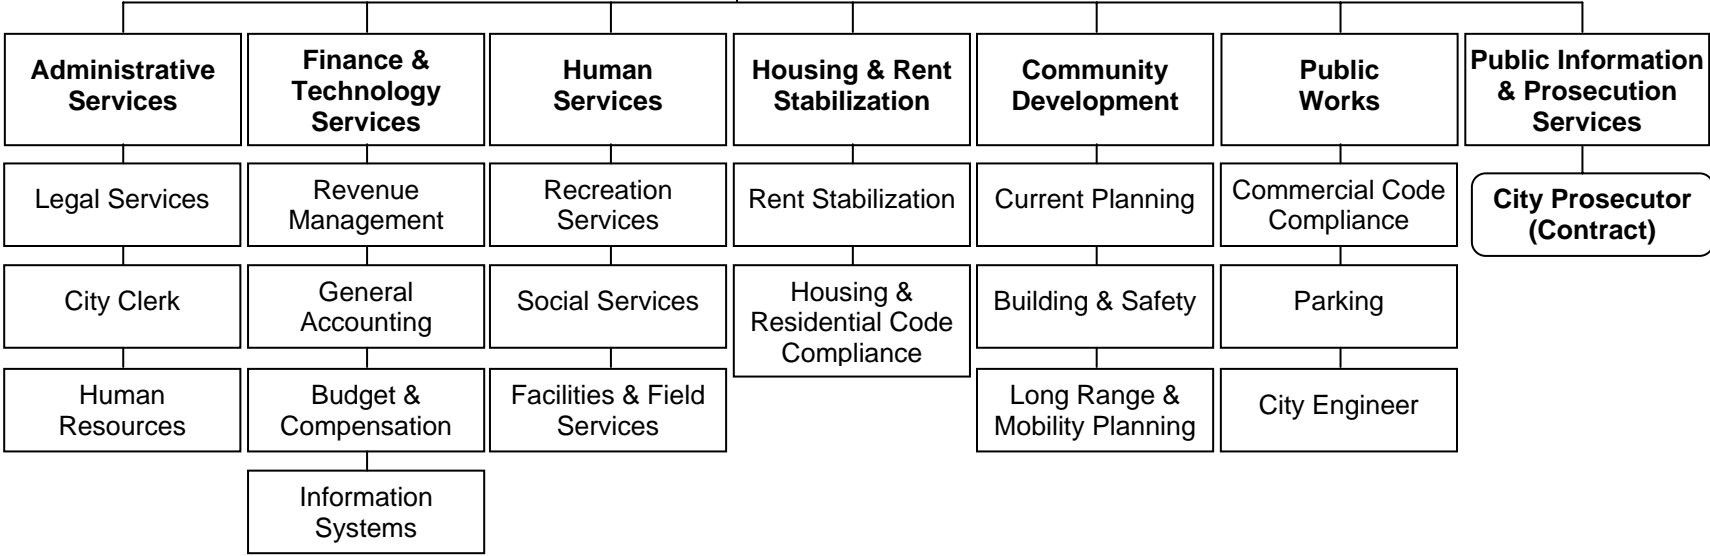 Administrative
Services
Finance &
Technology
Services
Human
Services
Housing & Rent
Stabilization
Community
Development
Public
Works
Public Information
& Prosecution
Services
Legal Services
Revenue
Management
Recreation
Services
Rent Stabilization
Current Planning
Commercial Code
Compliance
City Prosecutor
(Contract)
City Clerk
General
Accounting
Social Services
Housing &
Residential Code
Compliance
Building & Safety
Parking
Human
Resources
Budget &
Compensation
Facilities & Field
Services
Long Range &
Mobility Planning
City Engineer
Information
Systems